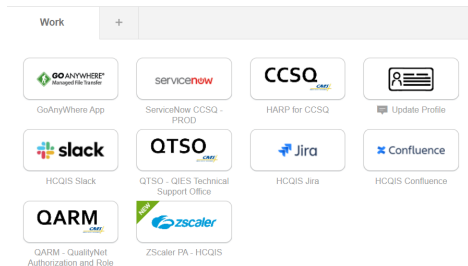 Work
+
GO ANYWHERE®
Managed File Transfer
servicenow
CCSQ
CMS
GoAnyWhere App
ServiceNow CCSQ -
PROD
HARP for CCSQ
Update Profile
slack
QTSO
CMS
Jira
Confluence
HCQIS Slack
QTSO - QIES Technical
Support Office
HCQIS Jira
HCQIS Confluence
QARM
CMS
NEW
zscaler
QARM - QualityNet
Authorization and Role
ZScaler PA - HCQIS